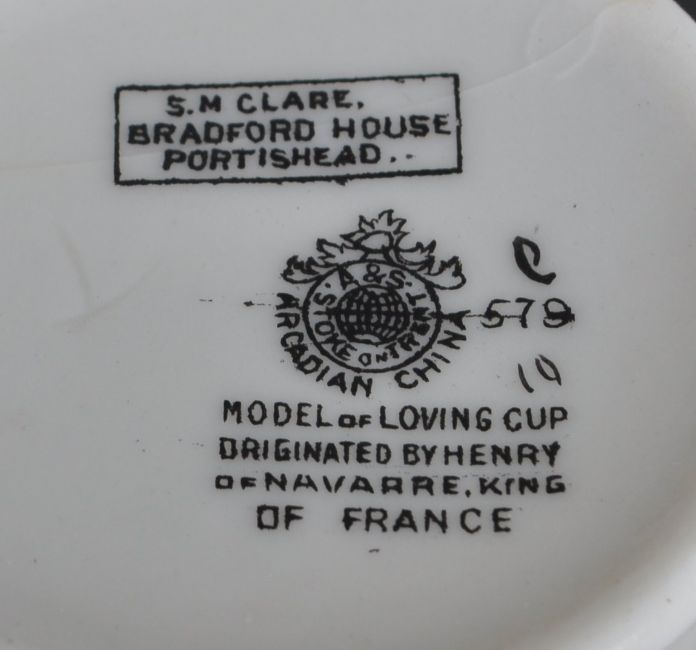 S.M CLARE.
BRADFORD HOUSE
PORTISHEAD..
A & S.
STOKE ON TRENT
ARCADIAN CHINA
579
10
MODEL OF LOVING CUP
ORIGINATED BY HENRY
OF NAVARRE, KING
OF FRANCE